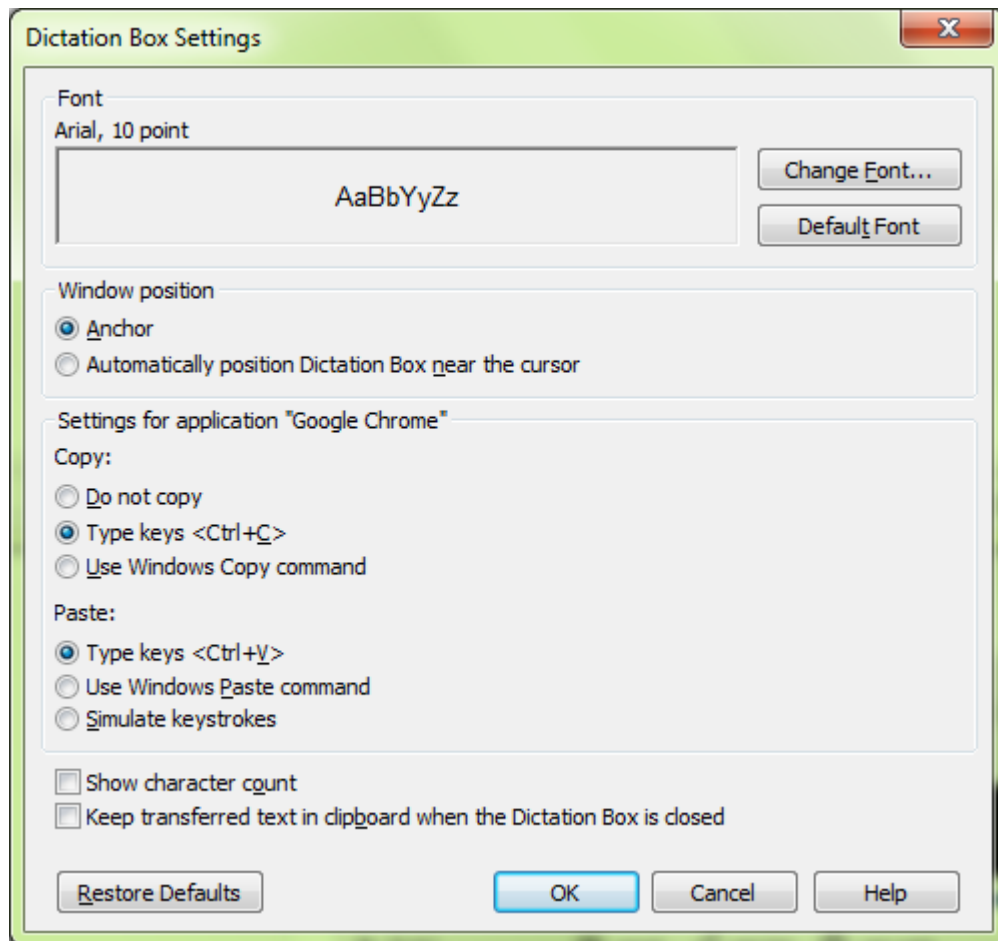 Dictation Box Settings
Font
Arial, 10 point
AaBbYyZz
Change Font...
Default Font
Window position
Anchor
Automatically position Dictation Box near the cursor
Settings for application "Google Chrome"
Copy:
Do not copy
Type keys <Ctrl+C>
Use Windows Copy command
Paste:
Type keys <Ctrl+V>
Use Windows Paste command
Simulate keystrokes
Show character count
Keep transferred text in clipboard when the Dictation Box is closed
Restore Defaults
OK
Cancel
Help